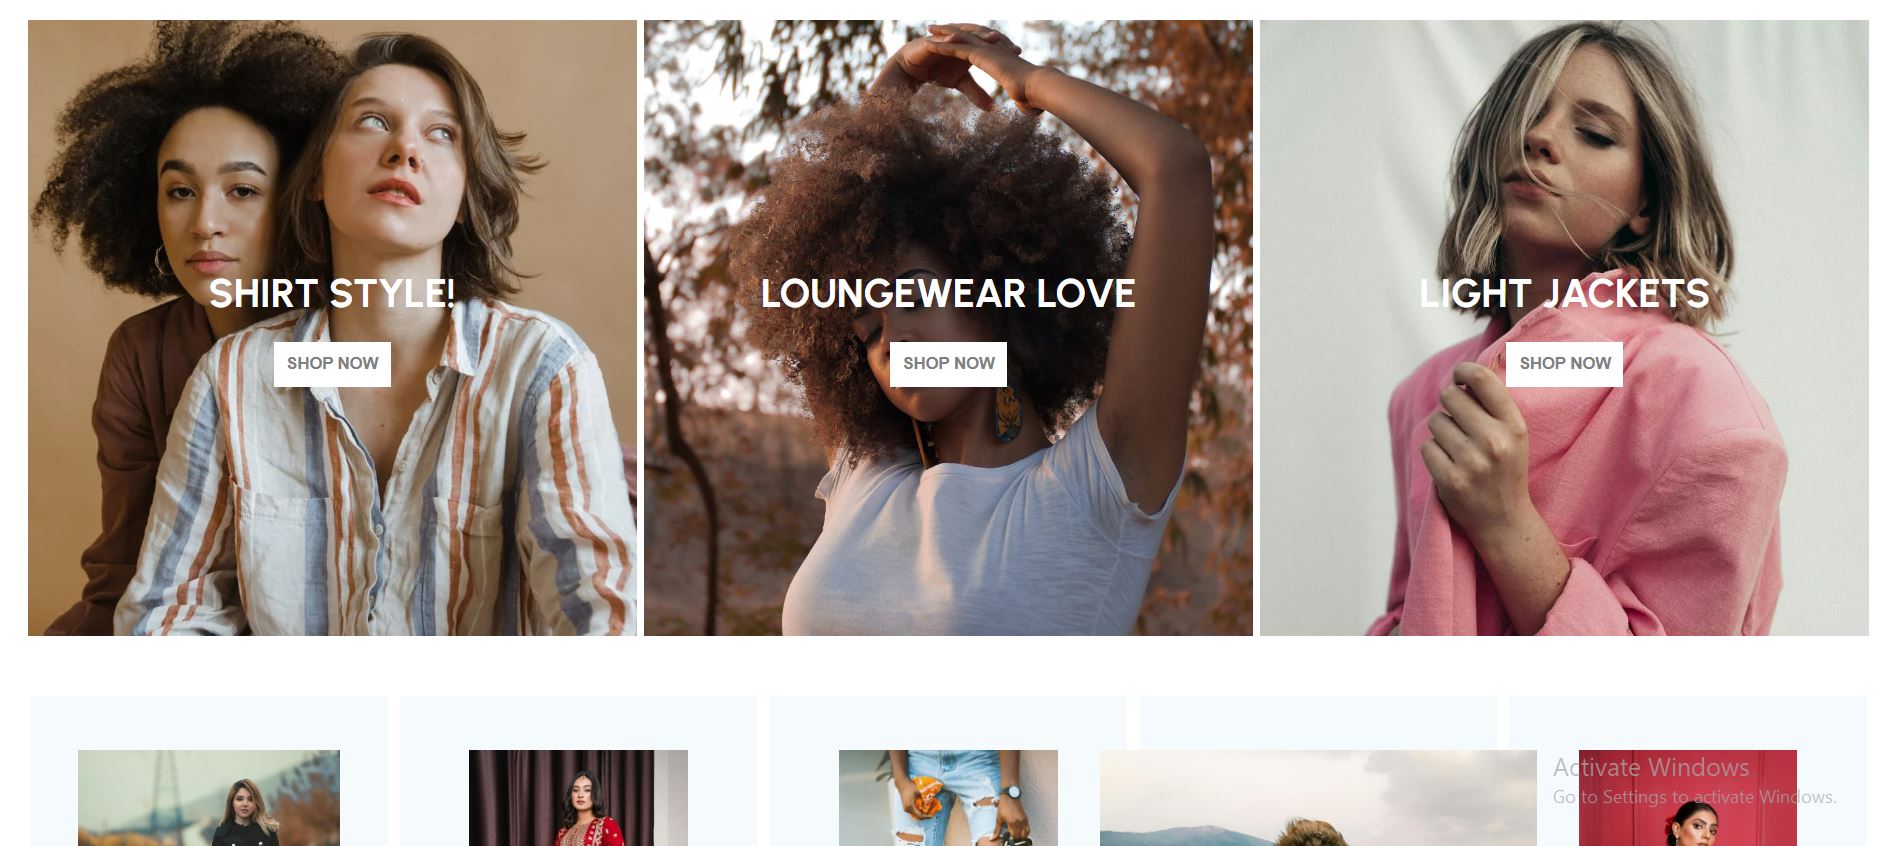 SHIRT STYLE!
SHOP NOW
LOUNGEWEAR LOVE
SHOP NOW
LIGHT JACKETS
SHOP NOW
Activate Windows
Go to Settings to activate Windows.